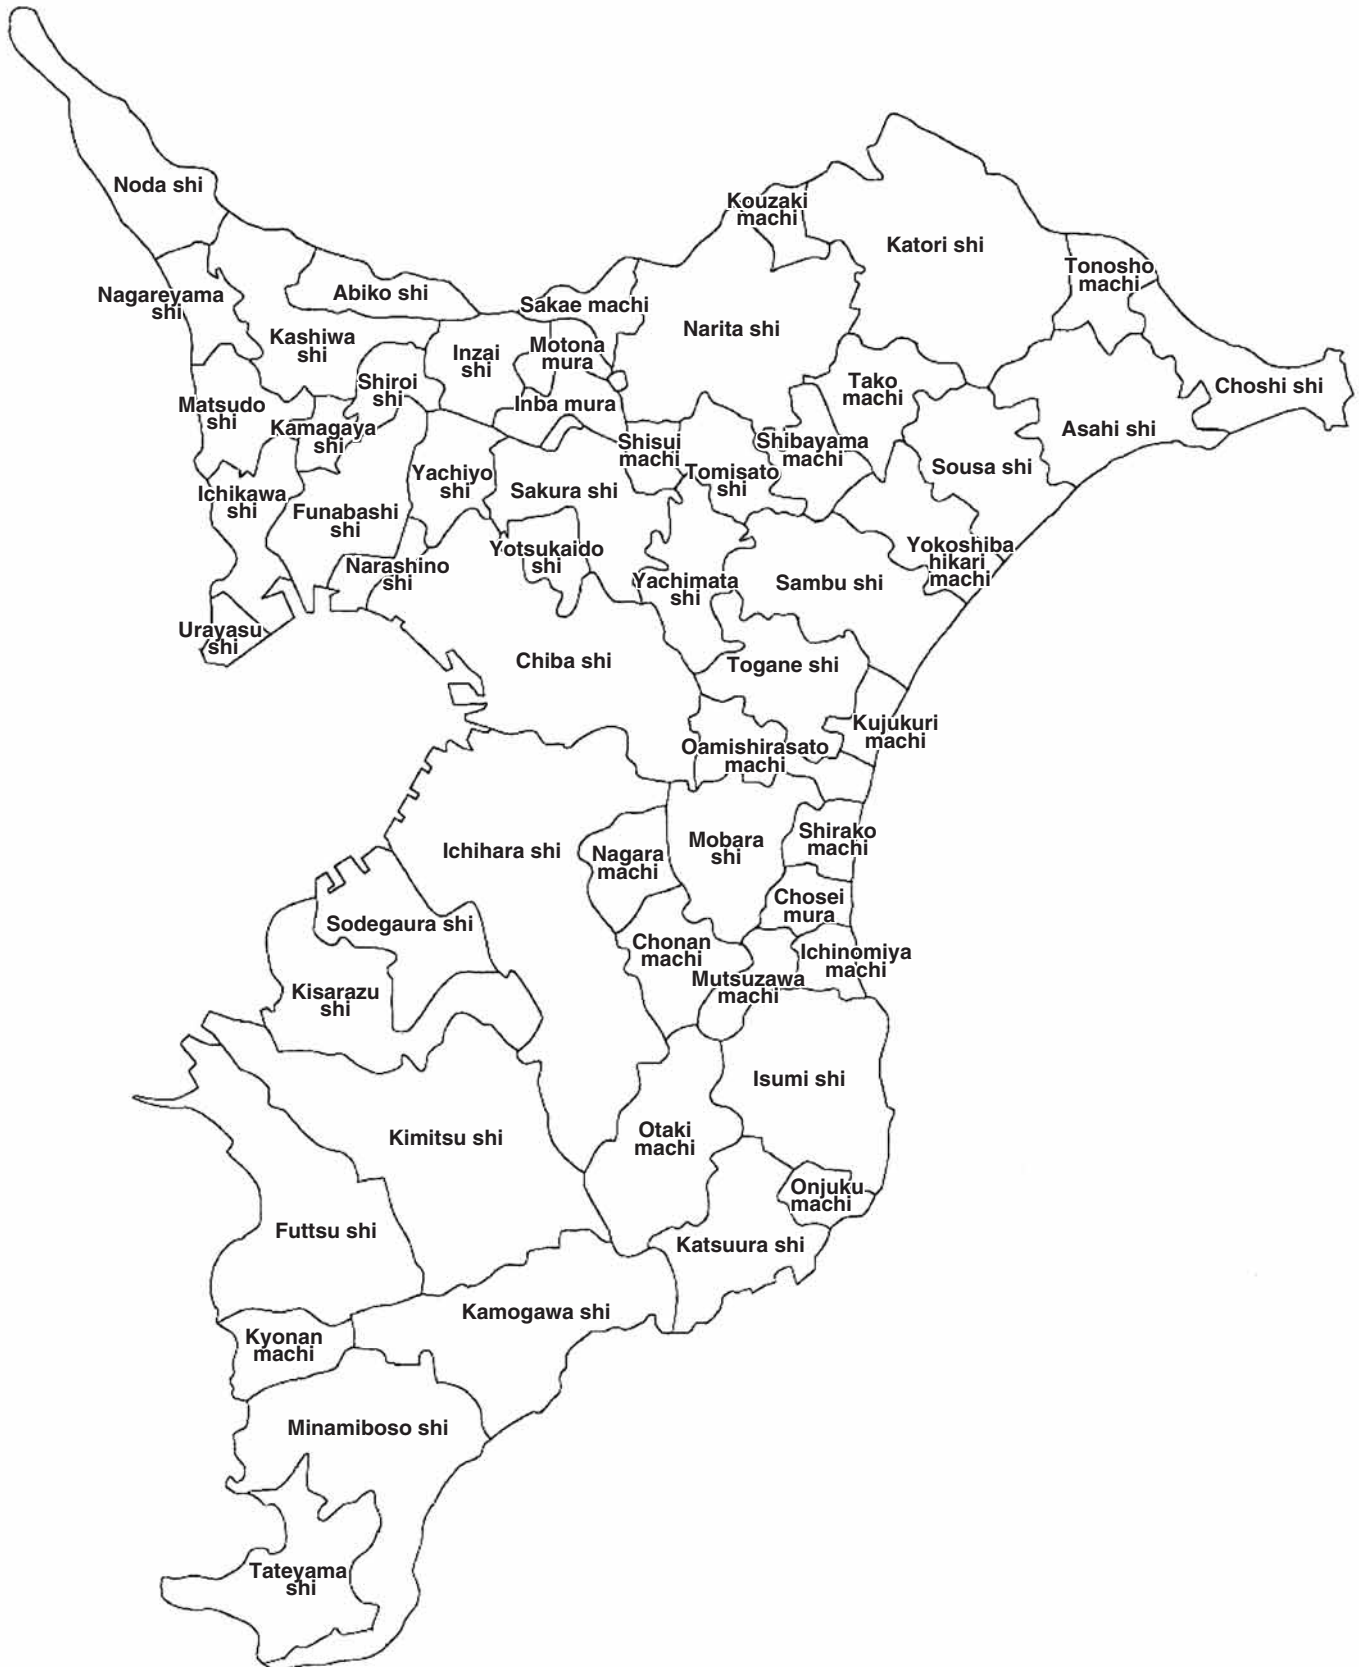 Noda shi
Kouzaki
machi
Katori shi
Tonosho
machi
Nagareyama
shi
Abiko shi
Sakae machi
Narita shi
Kashiwa
shi
Inzai
shi
Motona
mura
Shiroi
shi
Tako
machi
Choshi shi
Matsudo
shi
Kamagaya
shi
Inba mura
Shisui
machi
Shibayama
machi
Asahi shi
Sousa shi
Yachiyo
shi
Tomisato
shi
Ichikawa
shi
Sakura shi
Funabashi
shi
Narashino
shi
Yotsukaido
shi
Yachimata
shi
Sambu shi
Yokoshiba
hikari
machi
Urayasu
shi
Chiba shi
Togane shi
Kujukuri
machi
Oamishirasato
machi
Ichihara shi
Nagara
machi
Mobara
shi
Shirako
machi
Chosei
mura
Sodegaura shi
Chonan
machi
Ichinomiya
machi
Mutsuzawa
machi
Kisarazu
shi
Isumi shi
Kimitsu shi
Otaki
machi
Onjuku
machi
Futtsu shi
Katsuura shi
Kamogawa shi
Kyonan
machi
Minamiboso shi
Tateyama
shi